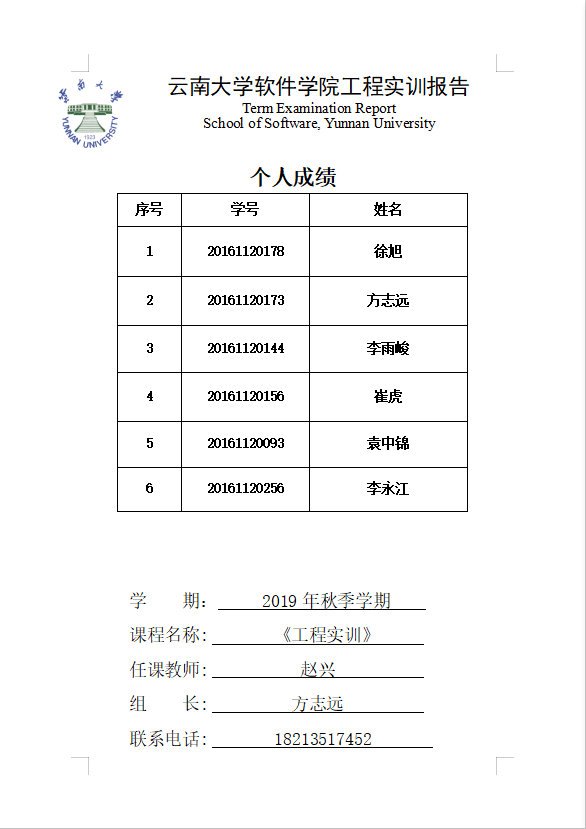 云南大学
1923
YUNNAN UNIVERSITY
云南大学软件学院工程实训报告
Term Examination Report
School of Software, Yunnan University
个人成绩
序号 学号 姓名
1 20161120178 徐旭
2 20161120173 方志远
3 20161120144 李雨峻
4 20161120156 崔虎
5 20161120093 袁中锦
6 20161120256 李永江
学 期: 2019 年秋季学期
课程名称: 《工程实训》
任课教师: 赵兴
组 长: 方志远
联系电话: 18213517452